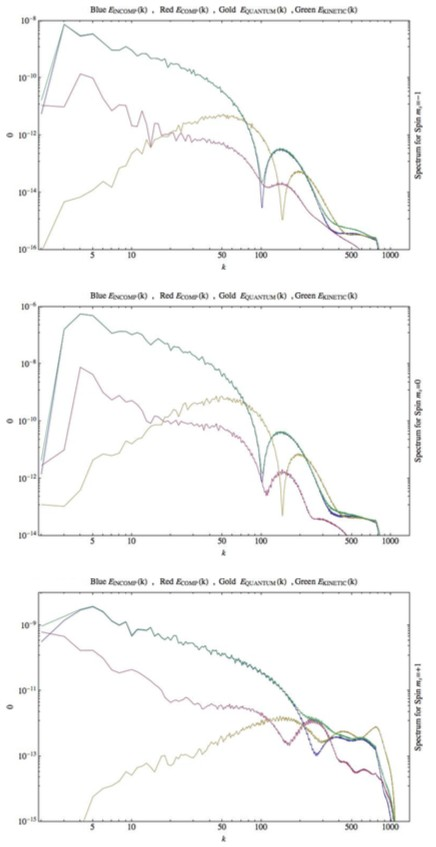 Blue E_INCOMP(k) , Red E_COMP(k) , Gold E_QUANTUM(k) , Green E_KINETIC(k)
10⁻⁸
10⁻¹⁰
10⁻¹²
10⁻¹⁴
10⁻¹⁶
0
5 10 50 100 500 1000
k
Spectrum for Spin m_s=-1
Blue E_INCOMP(k) , Red E_COMP(k) , Gold E_QUANTUM(k) , Green E_KINETIC(k)
10⁻⁶
10⁻⁸
10⁻¹⁰
10⁻¹²
10⁻¹⁴
0
5 10 50 100 500 1000
k
Spectrum for Spin m_s=0
Blue E_INCOMP(k) , Red E_COMP(k) , Gold E_QUANTUM(k) , Green E_KINETIC(k)
10⁻⁹
10⁻¹¹
10⁻¹³
10⁻¹⁵
0
5 10 50 100 500 1000
k
Spectrum for Spin m_s=+1